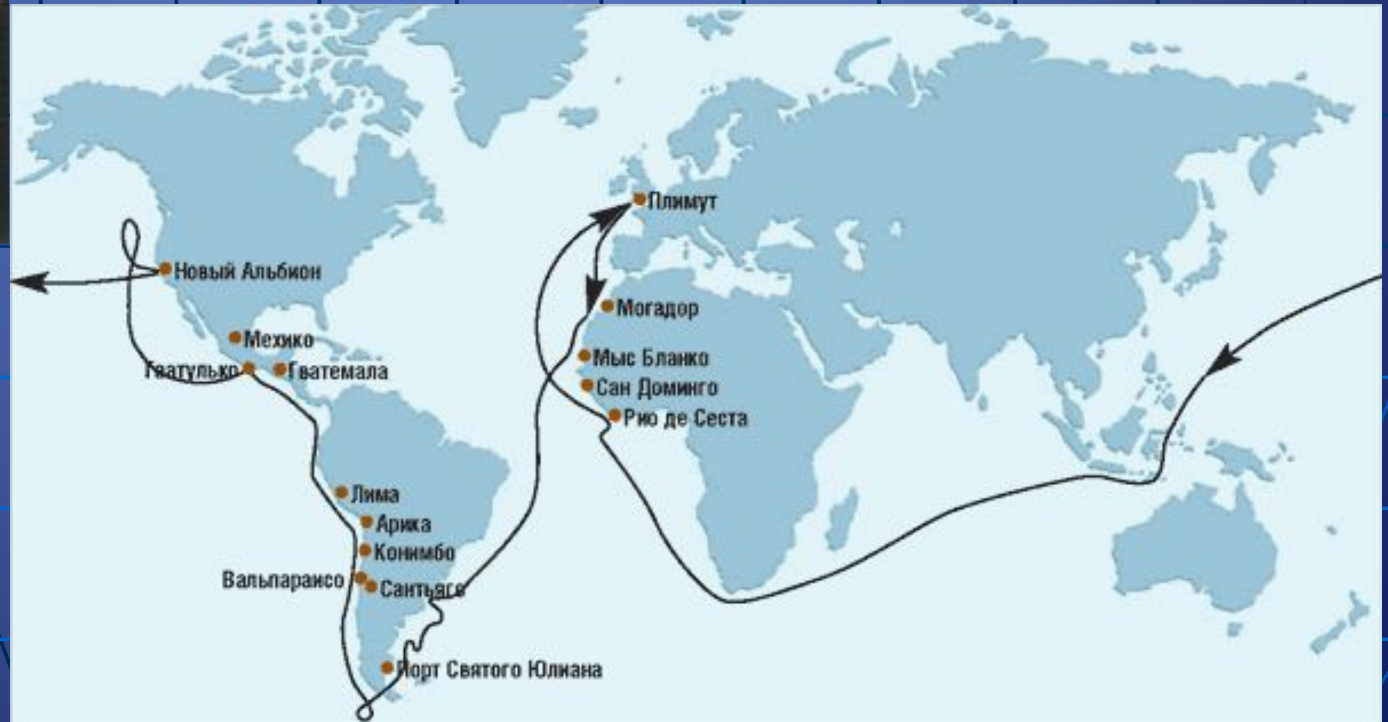 Плимут
Новый Альбион
Могадор
Мехико
Мыс Бланко
Гватулько
Гватемала
Сан Доминго
Рио де Сеста
Лима
Арика
Конимбо
Вальпараисо
Сантьяго
Порт Святого Юлиана